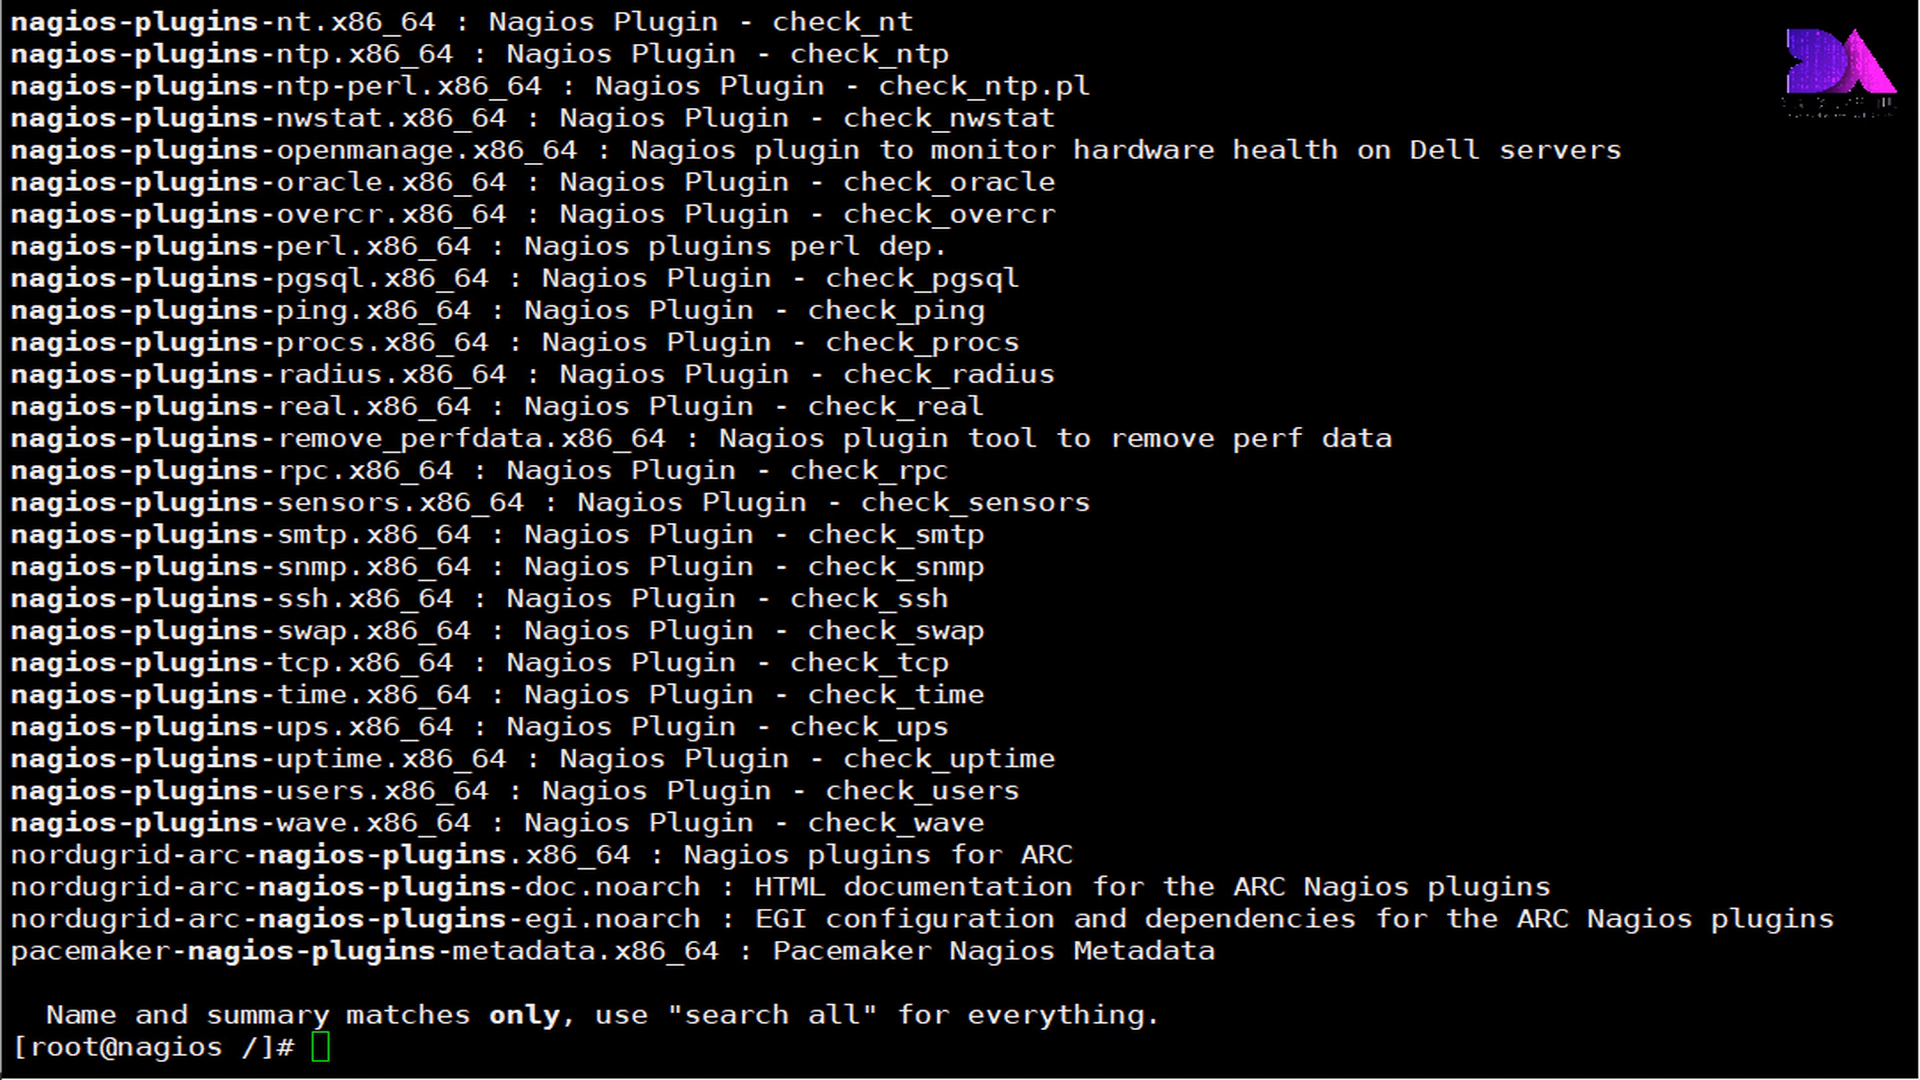 nagios-plugins-nt.x86_64 : Nagios Plugin - check_nt
nagios-plugins-ntp.x86_64 : Nagios Plugin - check_ntp
nagios-plugins-ntp-perl.x86_64 : Nagios Plugin - check_ntp.pl
nagios-plugins-nwstat.x86_64 : Nagios Plugin - check_nwstat
nagios-plugins-openmanage.x86_64 : Nagios plugin to monitor hardware health on Dell servers
nagios-plugins-oracle.x86_64 : Nagios Plugin - check_oracle
nagios-plugins-overcr.x86_64 : Nagios Plugin - check_overcr
nagios-plugins-perl.x86_64 : Nagios plugins perl dep.
nagios-plugins-pgsql.x86_64 : Nagios Plugin - check_pgsql
nagios-plugins-ping.x86_64 : Nagios Plugin - check_ping
nagios-plugins-procs.x86_64 : Nagios Plugin - check_procs
nagios-plugins-radius.x86_64 : Nagios Plugin - check_radius
nagios-plugins-real.x86_64 : Nagios Plugin - check_real
nagios-plugins-remove_perfdata.x86_64 : Nagios plugin tool to remove perf data
nagios-plugins-rpc.x86_64 : Nagios Plugin - check_rpc
nagios-plugins-sensors.x86_64 : Nagios Plugin - check_sensors
nagios-plugins-smtp.x86_64 : Nagios Plugin - check_smtp
nagios-plugins-snmp.x86_64 : Nagios Plugin - check_snmp
nagios-plugins-ssh.x86_64 : Nagios Plugin - check_ssh
nagios-plugins-swap.x86_64 : Nagios Plugin - check_swap
nagios-plugins-tcp.x86_64 : Nagios Plugin - check_tcp
nagios-plugins-time.x86_64 : Nagios Plugin - check_time
nagios-plugins-ups.x86_64 : Nagios Plugin - check_ups
nagios-plugins-uptime.x86_64 : Nagios Plugin - check_uptime
nagios-plugins-users.x86_64 : Nagios Plugin - check_users
nagios-plugins-wave.x86_64 : Nagios Plugin - check_wave
nordugrid-arc-nagios-plugins.x86_64 : Nagios plugins for ARC
nordugrid-arc-nagios-plugins-doc.noarch : HTML documentation for the ARC Nagios plugins
nordugrid-arc-nagios-plugins-egi.noarch : EGI configuration and dependencies for the ARC Nagios plugins
pacemaker-nagios-plugins-metadata.x86_64 : Pacemaker Nagios Metadata
Name and summary matches only, use "search all" for everything.
[root@nagios /]#